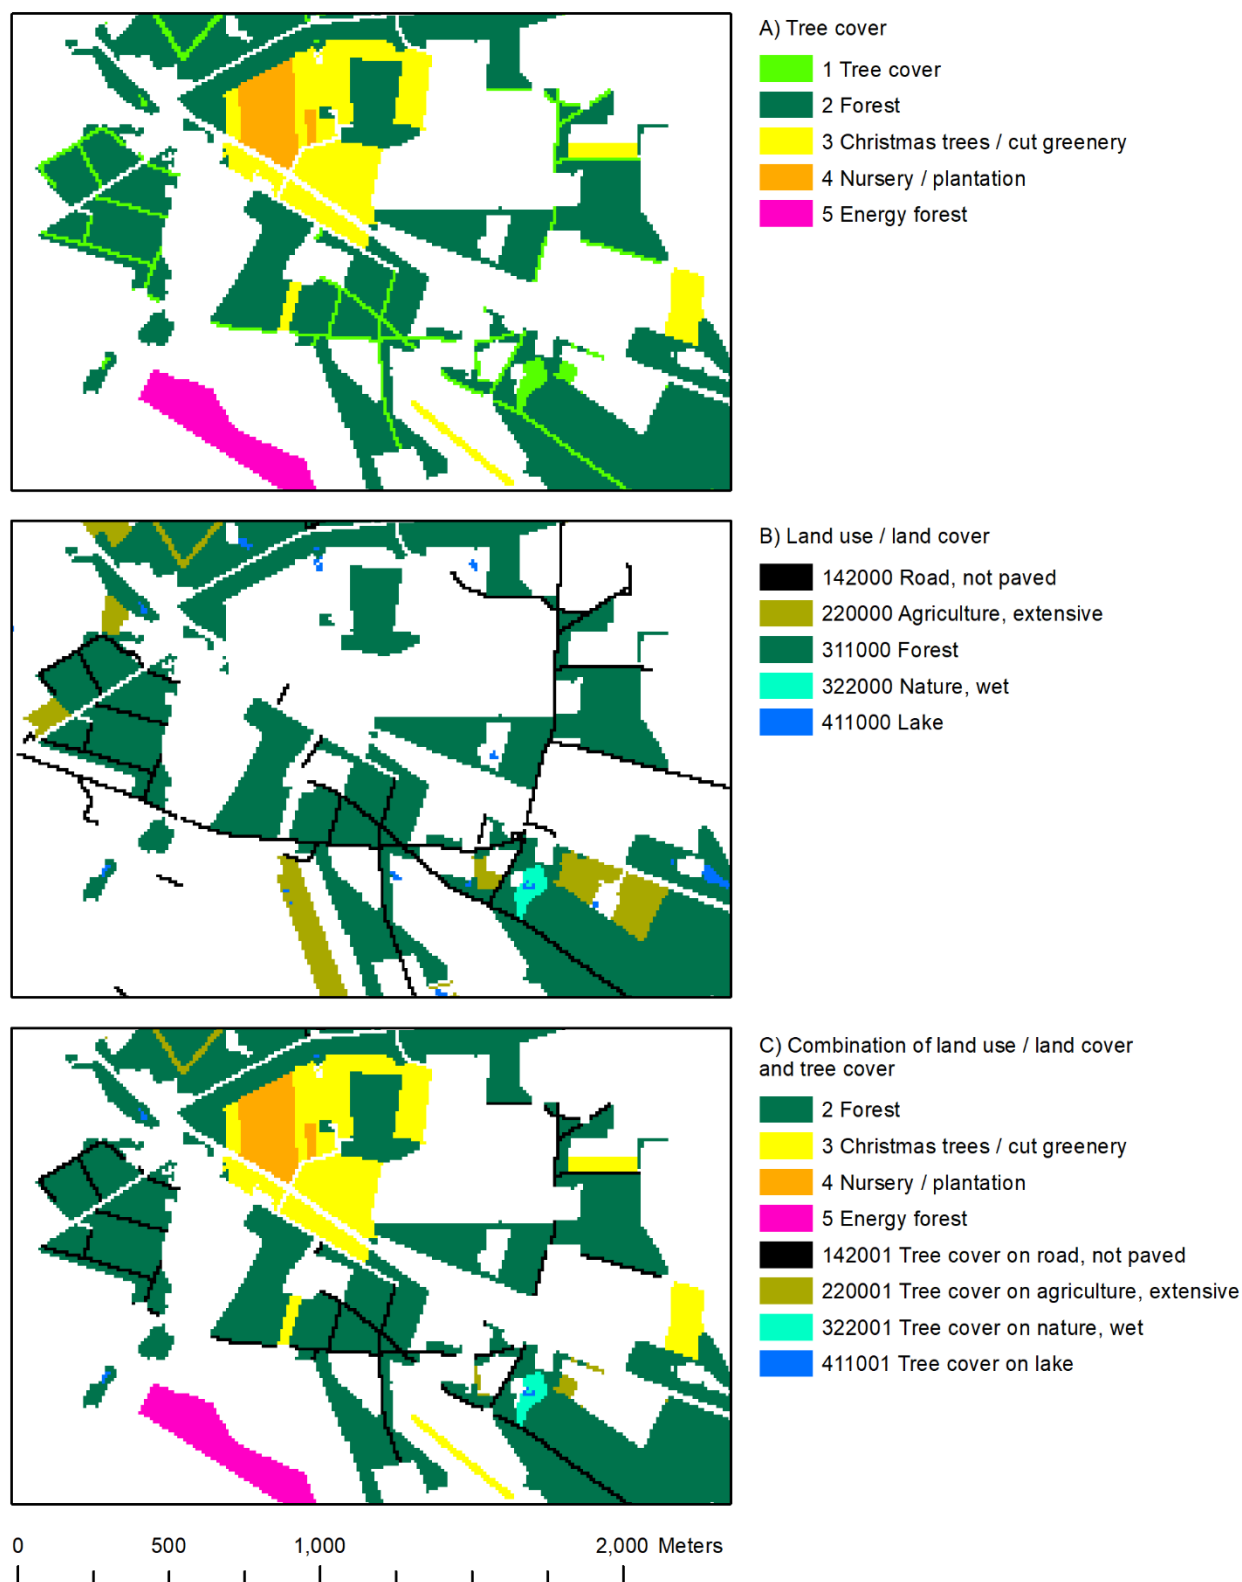 A) Tree cover
1 Tree cover
2 Forest
3 Christmas trees / cut greenery
4 Nursery / plantation
5 Energy forest
B) Land use / land cover
142000 Road, not paved
220000 Agriculture, extensive
311000 Forest
322000 Nature, wet
411000 Lake
C) Combination of land use / land cover
and tree cover
2 Forest
3 Christmas trees / cut greenery
4 Nursery / plantation
5 Energy forest
142001 Tree cover on road, not paved
220001 Tree cover on agriculture, extensive
322001 Tree cover on nature, wet
411001 Tree cover on lake
0 500 1,000 2,000 Meters